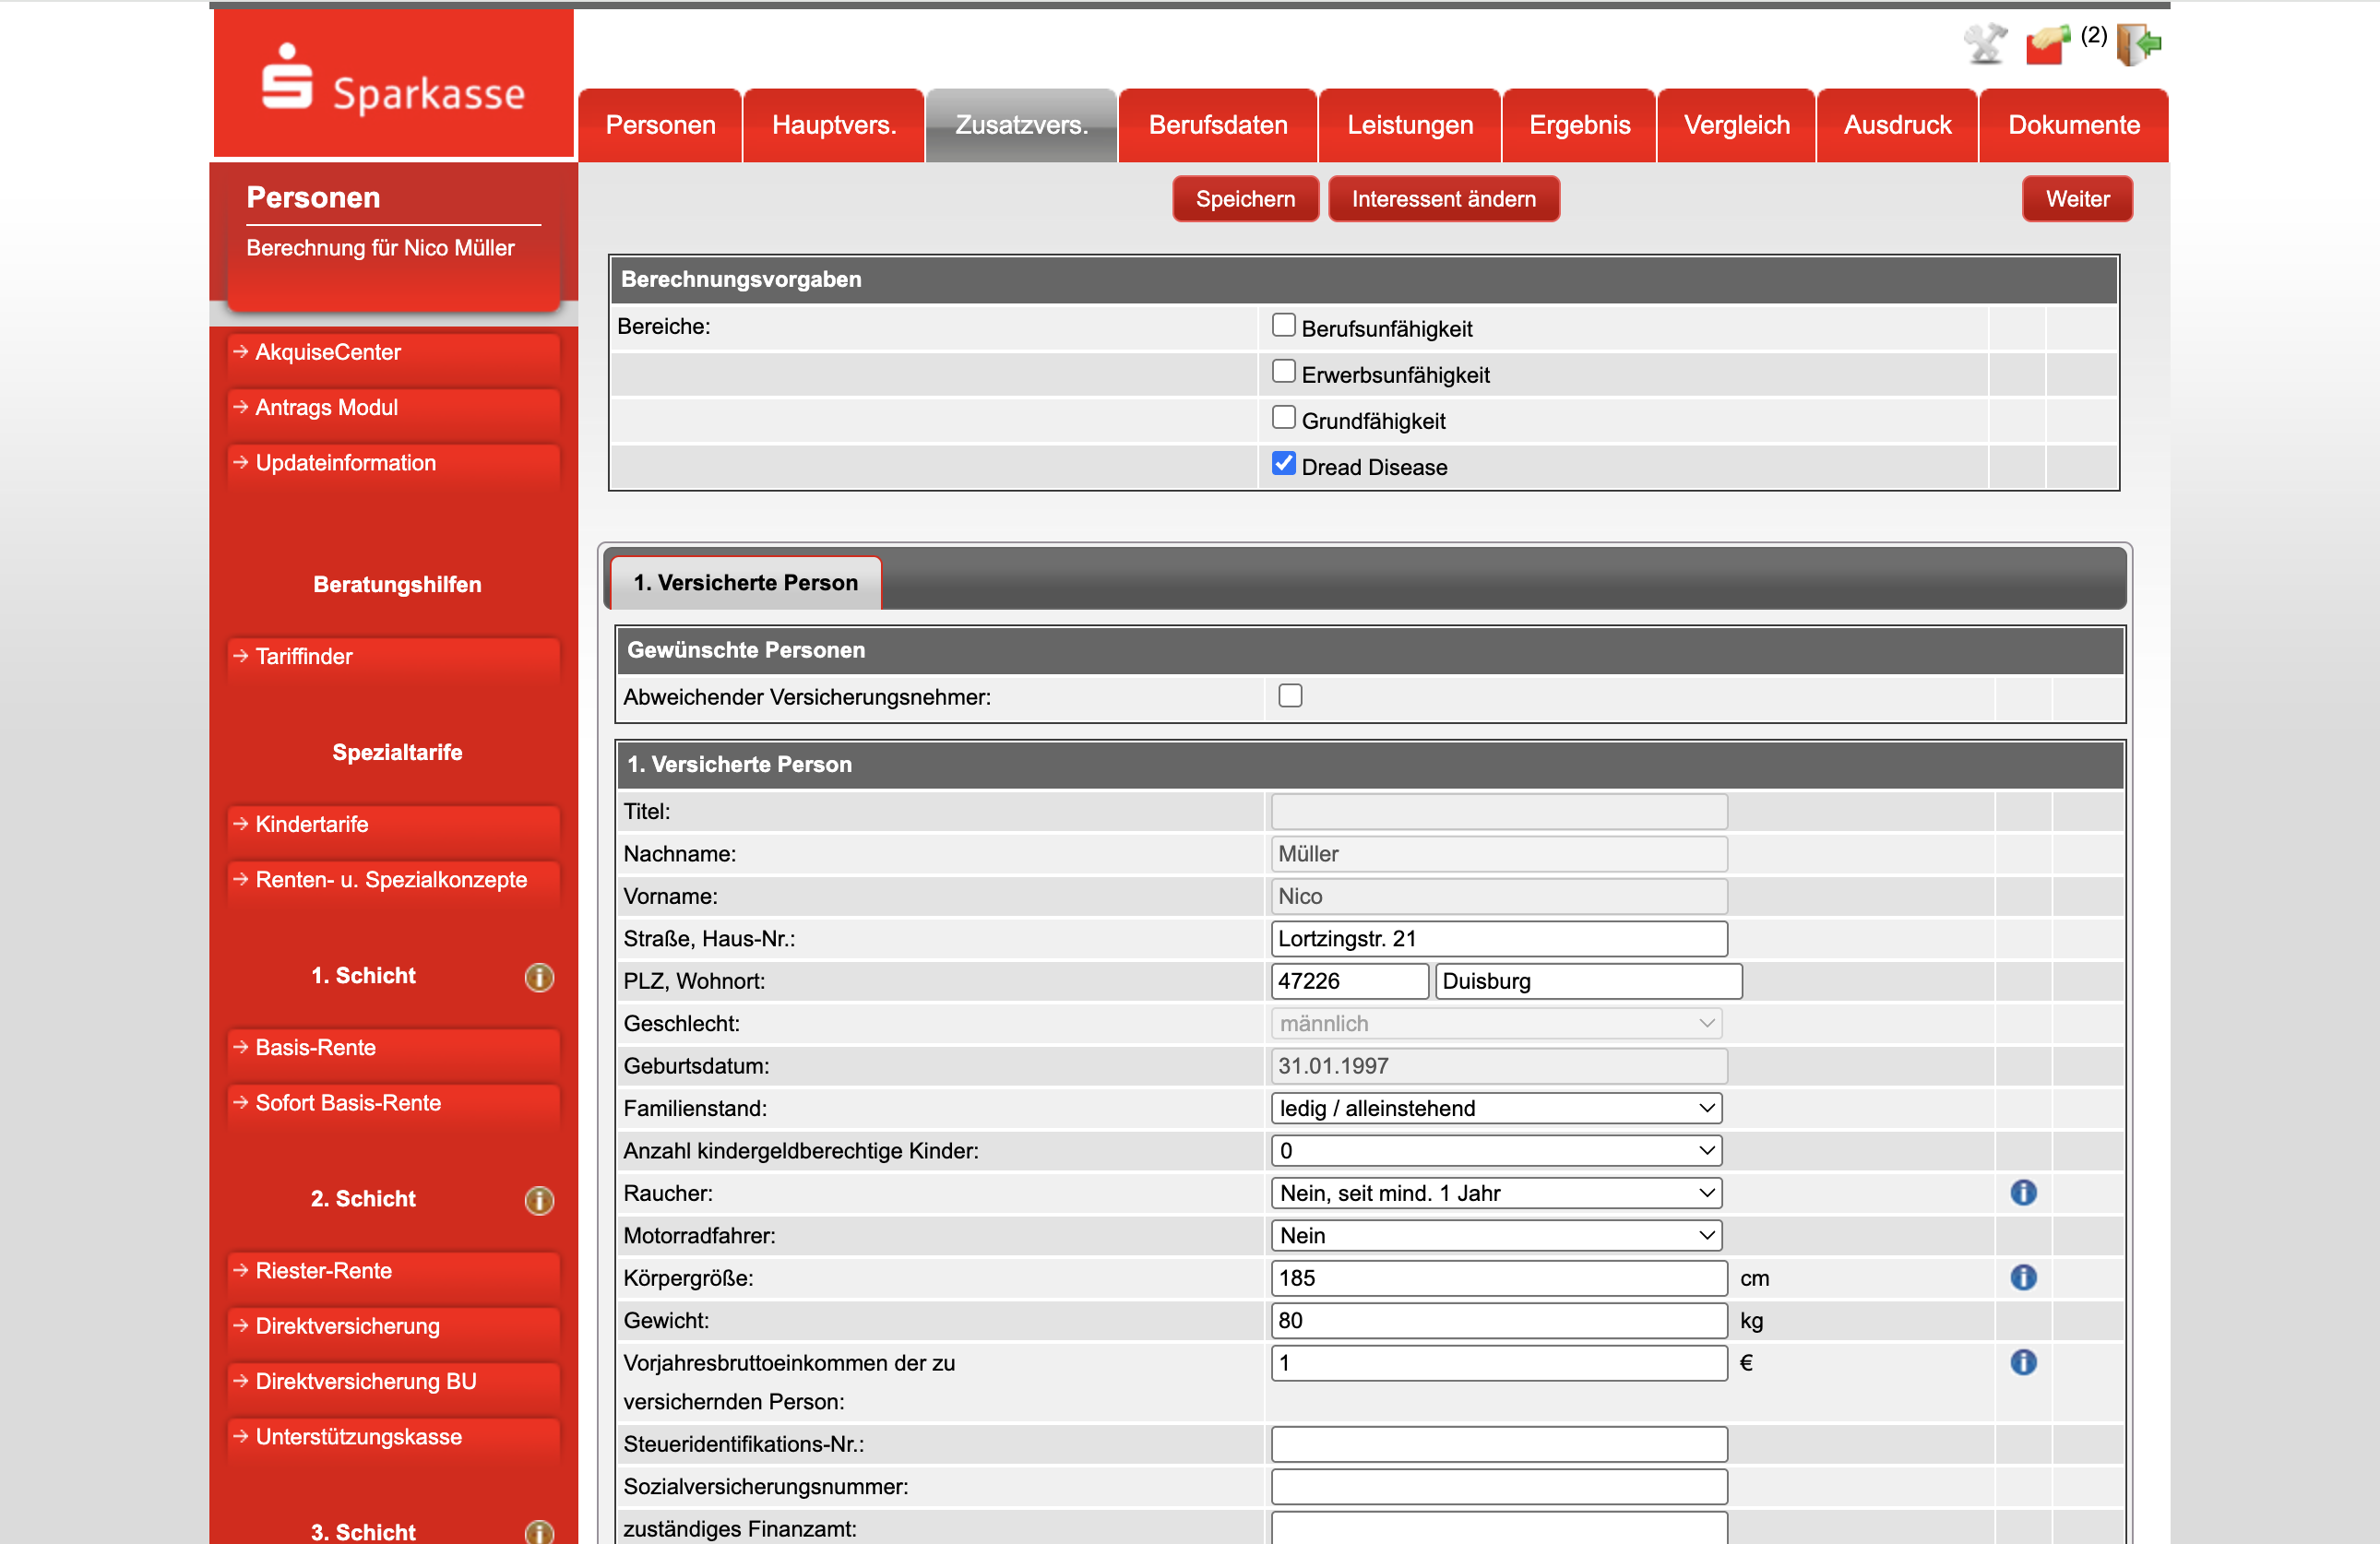 Sparkasse
(2)
Personen
Hauptvers.
Zusatzvers.
Berufsdaten
Leistungen
Ergebnis
Vergleich
Ausdruck
Dokumente
Personen
Berechnung für Nico Müller
AkquiseCenter
Antrags Modul
Updateinformation
Beratungshilfen
Tariffinder
Spezialtarife
Kindertarife
Renten- u. Spezialkonzepte
1. Schicht
Basis-Rente
Sofort Basis-Rente
2. Schicht
Riester-Rente
Direktversicherung
Direktversicherung BU
Unterstützungskasse
3. Schicht
Speichern
Interessent ändern
Weiter
Berechnungsvorgaben
Bereiche:
Berufsunfähigkeit
Erwerbsunfähigkeit
Grundfähigkeit
Dread Disease
1. Versicherte Person
Gewünschte Personen
Abweichender Versicherungsnehmer:
1. Versicherte Person
Titel:
Nachname: Müller
Vorname: Nico
Straße, Haus-Nr.: Lortzingstr. 21
PLZ, Wohnort: 47226 Duisburg
Geschlecht: männlich
Geburtsdatum: 31.01.1997
Familienstand: ledig / alleinstehend
Anzahl kindergeldberechtige Kinder: 0
Raucher: Nein, seit mind. 1 Jahr
Motorradfahrer: Nein
Körpergröße: 185 cm
Gewicht: 80 kg
Vorjahresbruttoeinkommen der zu 1 €
versichernden Person:
Steueridentifikations-Nr.:
Sozialversicherungsnummer:
zuständiges Finanzamt: